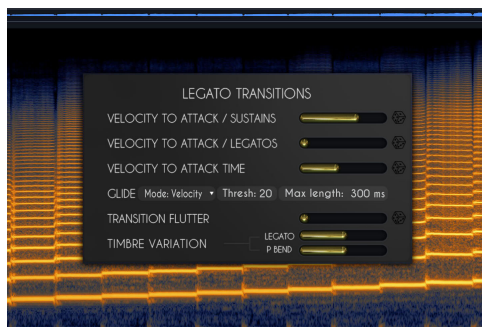 LEGATO TRANSITIONS
VELOCITY TO ATTACK / SUSTAINS
VELOCITY TO ATTACK / LEGATOS
VELOCITY TO ATTACK TIME
GLIDE Mode: Velocity Thresh: 20 Max length: 300 ms
TRANSITION FLUTTER
TIMBRE VARIATION
LEGATO
P BEND